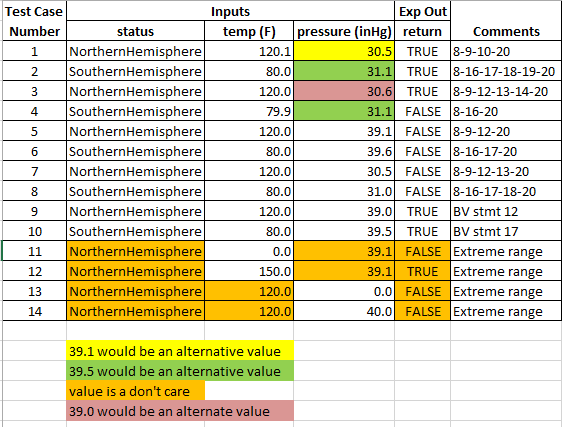 Test Case Inputs Exp Out
Number status temp (F) pressure (inHg) return Comments
1 NorthernHemisphere 120.1 30.5 TRUE 8-9-10-20
2 SouthernHemisphere 80.0 31.1 TRUE 8-16-17-18-19-20
3 NorthernHemisphere 120.0 30.6 TRUE 8-9-12-13-14-20
4 SouthernHemisphere 79.9 31.1 FALSE 8-16-20
5 NorthernHemisphere 120.0 39.1 FALSE 8-9-12-20
6 SouthernHemisphere 80.0 39.6 FALSE 8-16-17-20
7 NorthernHemisphere 120.0 30.5 FALSE 8-9-12-13-20
8 SouthernHemisphere 80.0 31.0 FALSE 8-16-17-18-20
9 NorthernHemisphere 120.0 39.0 TRUE BV stmt 12
10 SouthernHemisphere 80.0 39.5 TRUE BV stmt 17
11 NorthernHemisphere 0.0 39.1 FALSE Extreme range
12 NorthernHemisphere 150.0 39.1 TRUE Extreme range
13 NorthernHemisphere 120.0 0.0 FALSE Extreme range
14 NorthernHemisphere 120.0 40.0 FALSE Extreme range
39.1 would be an alternative value
39.5 would be an alternative value
value is a don't care
39.0 would be an alternate value